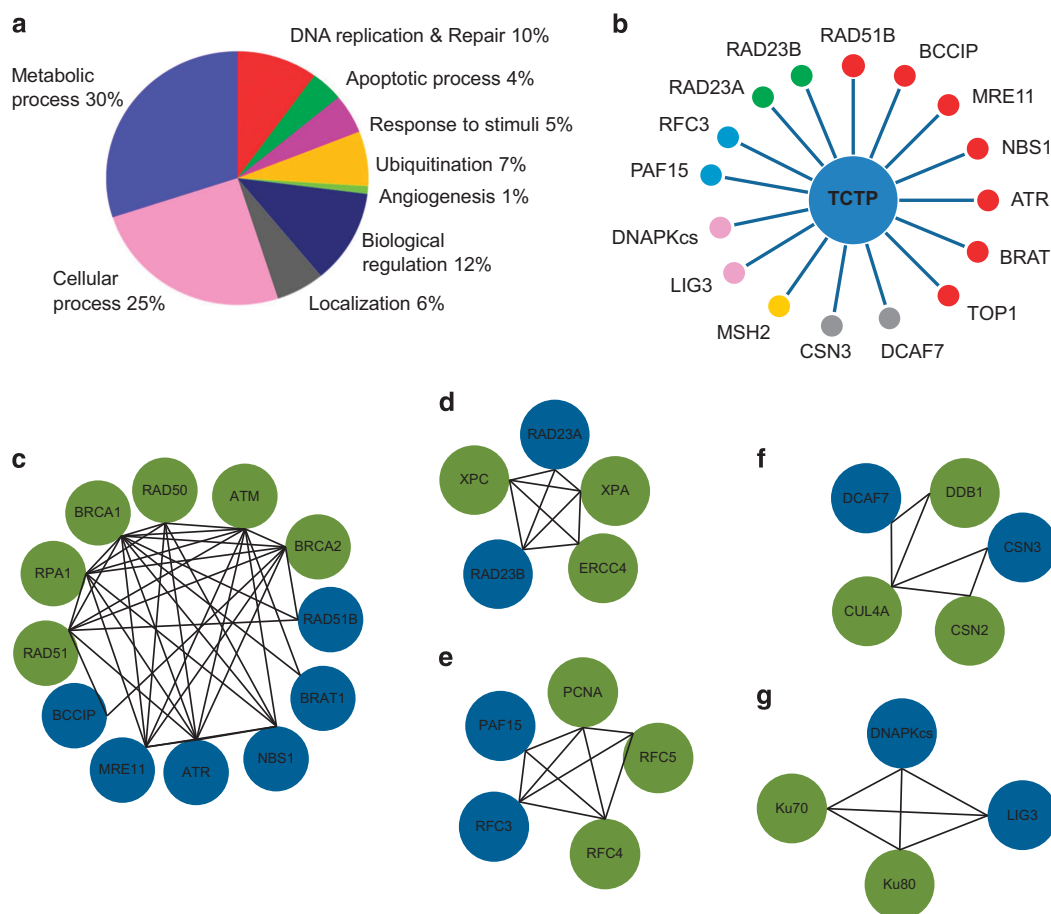 a
DNA replication & Repair 10%
Apoptotic process 4%
Response to stimuli 5%
Ubiquitination 7%
Angiogenesis 1%
Biological
regulation 12%
Localization 6%
Cellular
process 25%
Metabolic
process 30%
b
RAD51B
BCCIP
MRE11
NBS1
ATR
BRAT
TOP1
DCAF7
CSN3
MSH2
LIG3
DNAPKcs
PAF15
RFC3
RAD23A
RAD23B
TCTP
c
RAD50
ATM
BRCA1
BRCA2
RPA1
RAD51B
RAD51
BRAT1
BCCIP
NBS1
MRE11
ATR
d
RAD23A
XPC
XPA
RAD23B
ERCC4
e
PCNA
PAF15
RFC5
RFC3
RFC4
f
DCAF7
DDB1
CSN3
CUL4A
CSN2
g
DNAPKcs
Ku70
LIG3
Ku80